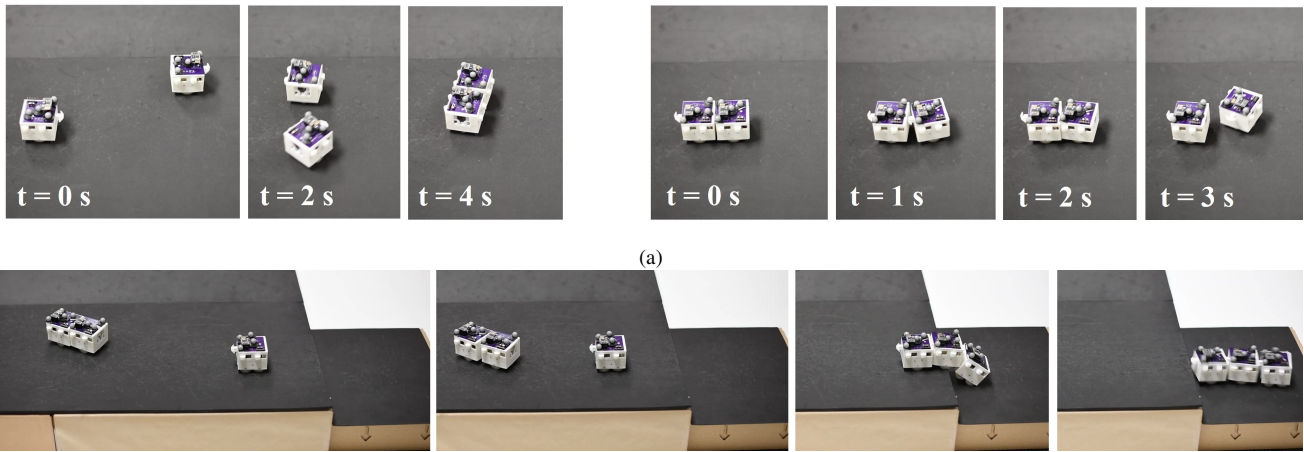 t = 0 s
t = 2 s
t = 4 s
t = 0 s
t = 1 s
t = 2 s
t = 3 s
(a)